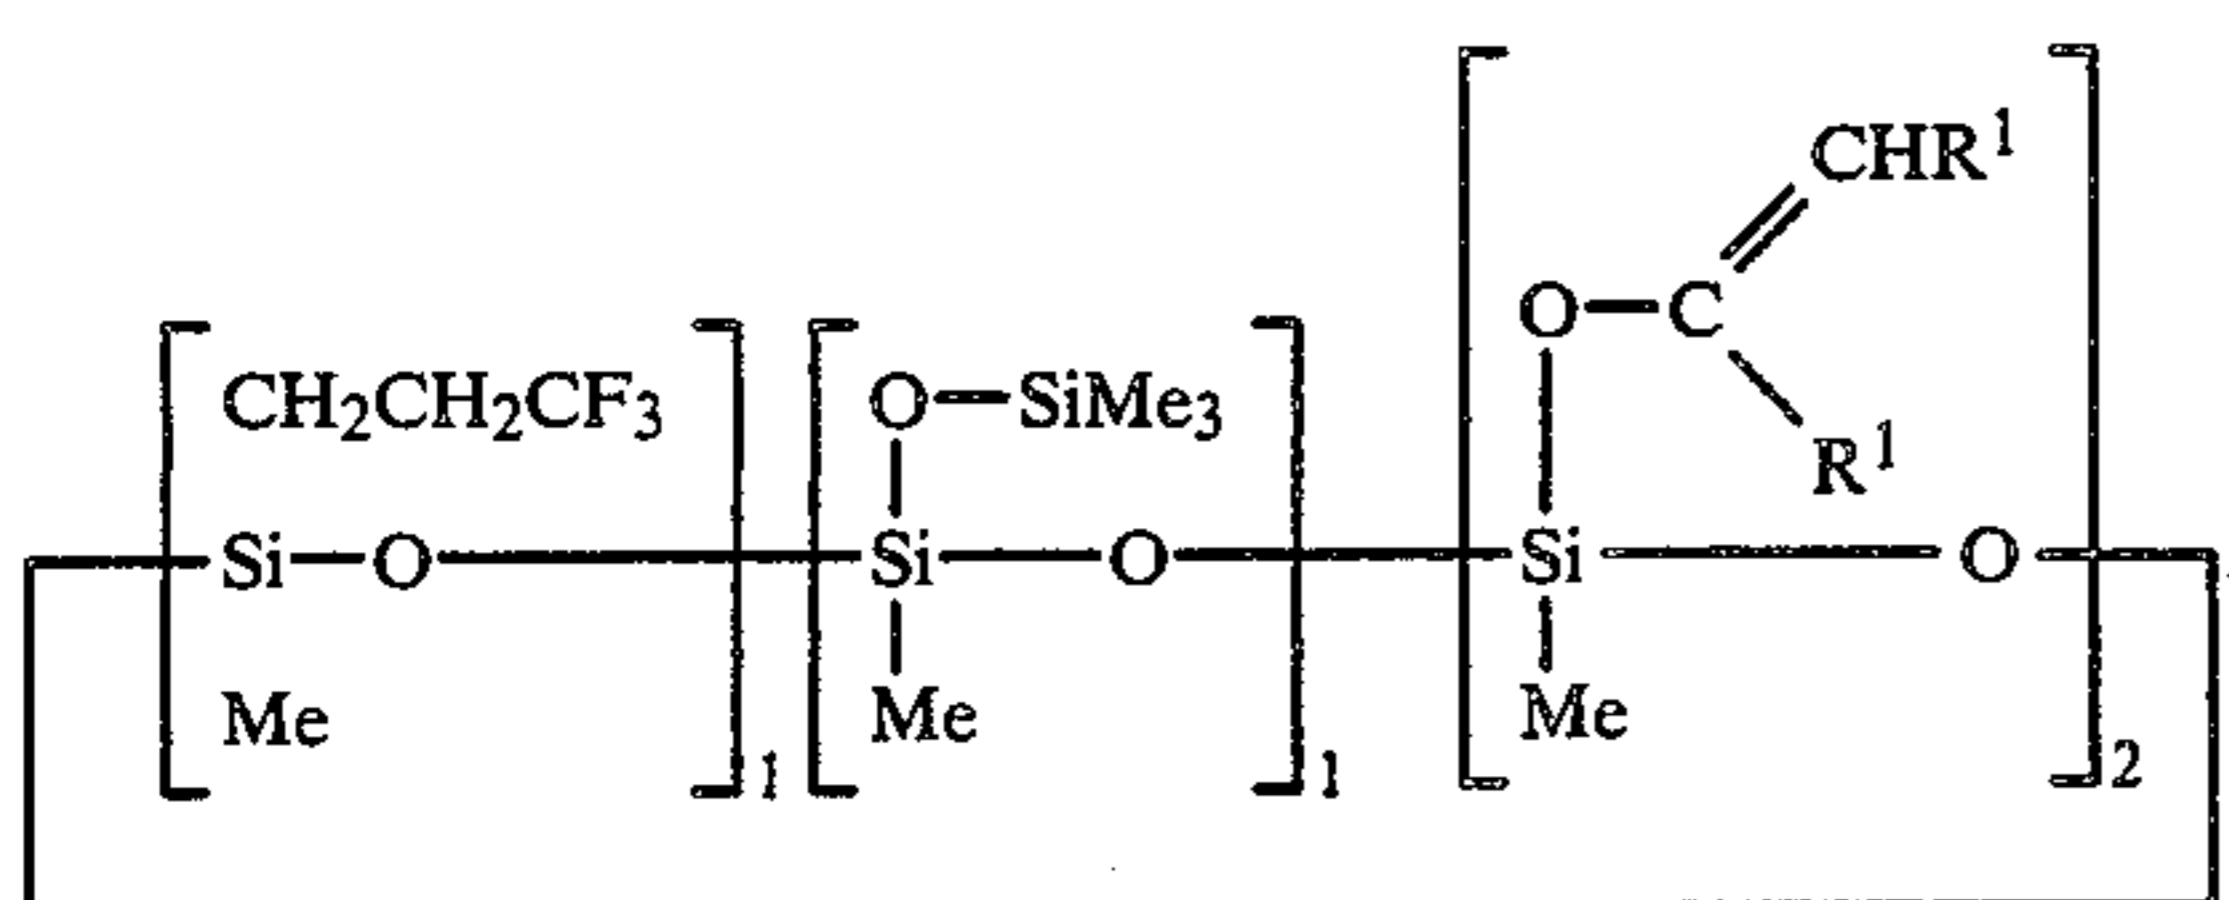 CHR¹
O—C
CH₂CH₂CF₃ O—SiMe₃
R¹
Si—O Si—O Si—O
Me Me Me
1 1 2